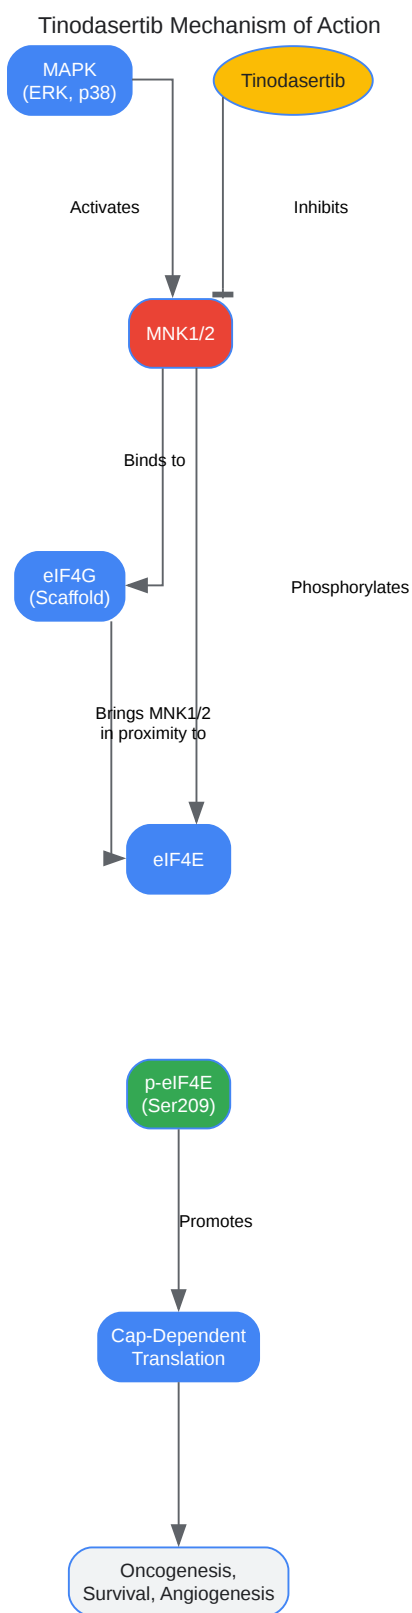 Tinodasertib Mechanism of Action
MAPK
(ERK, p38)
Tinodasertib
Activates
Inhibits
MNK1/2
Binds to
eIF4G
(Scaffold)
Phosphorylates
Brings MNK1/2
in proximity to
eIF4E
p-eIF4E
(Ser209)
Promotes
Cap-Dependent
Translation
Oncogenesis,
Survival, Angiogenesis